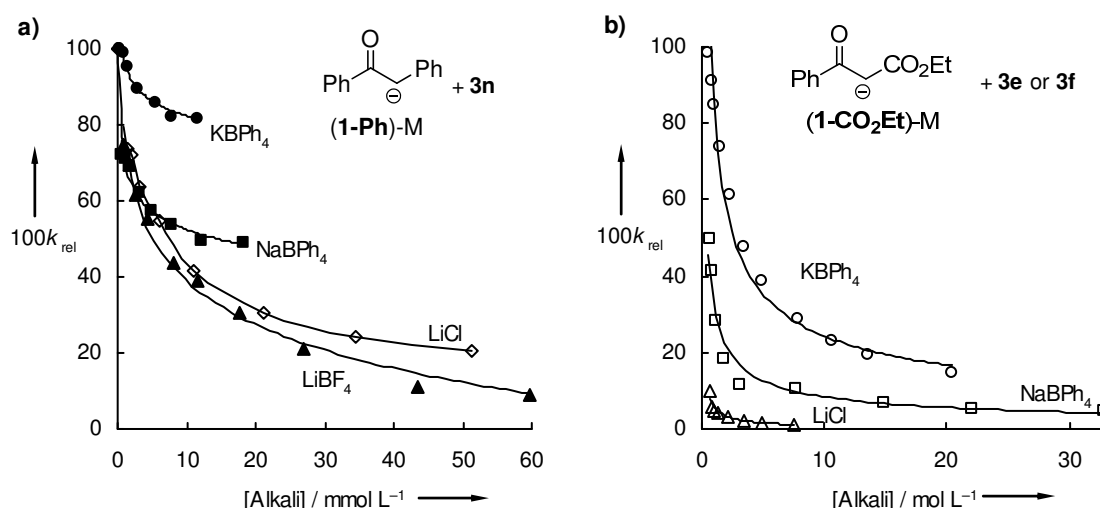 a)
100
80
60
40
20
0
100k rel
0 10 20 30 40 50 60
[Alkali] / mmol L⁻¹
O
Ph
Ph
⊖
+ 3n
(1-Ph)-M
KBPh₄
NaBPh₄
LiCl
LiBF₄
b)
100
80
60
40
20
0
100k rel
0 10 20 30
[Alkali] / mol L⁻¹
O
Ph
CO₂Et
⊖
+ 3e or 3f
(1-CO₂Et)-M
KBPh₄
NaBPh₄
LiCl